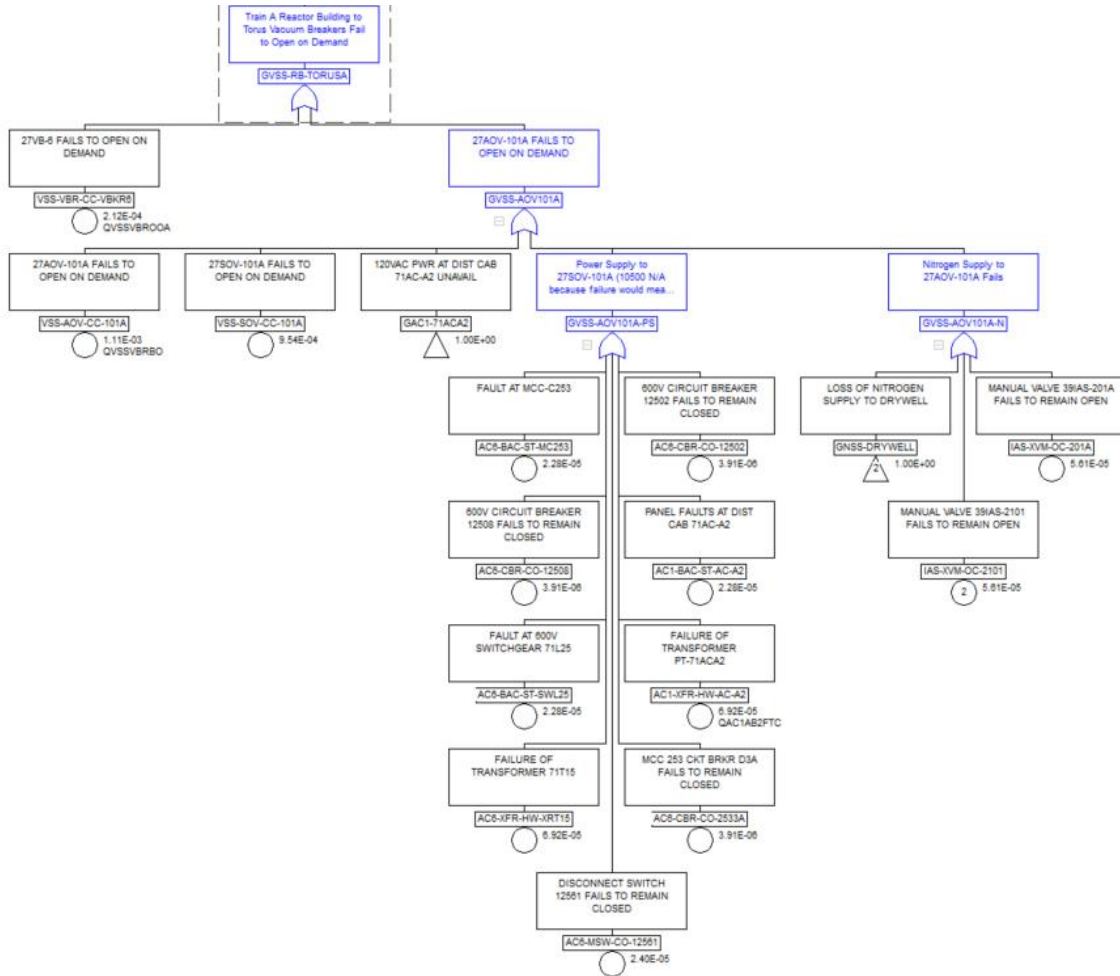 Train A Reactor Building to
Torus Vacuum Breakers Fail
to Open on Demand
GVSS-RB-TORUSA
27VB-6 FAILS TO OPEN ON
DEMAND
VSS-VBR-CC-VBKR6
2.12E-04
QVSSVBROOA
27AOV-101A FAILS TO
OPEN ON DEMAND
GVSS-AOV101A
27AOV-101A FAILS TO
OPEN ON DEMAND
VSS-AOV-CC-101A
1.11E-03
QVSSVBRBO
27SOV-101A FAILS TO
OPEN ON DEMAND
VSS-SOV-CC-101A
9.54E-04
120VAC PWR AT DIST CAB
71AC-A2 UNAVAIL
GAC1-71ACA2
1.00E+00
Power Supply to
27SOV-101A (10500 N/A
because failure would mea...
GVSS-AOV101A-PS
Nitrogen Supply to
27AOV-101A Fails
GVSS-AOV101A-N
FAULT AT MCC-C253
AC6-BAC-ST-MC253
2.28E-05
600V CIRCUIT BREAKER
12502 FAILS TO REMAIN
CLOSED
AC6-CBR-CO-12502
3.91E-06
LOSS OF NITROGEN
SUPPLY TO DRYWELL
GNSS-DRYWELL
2
1.00E+00
MANUAL VALVE 39IAS-201A
FAILS TO REMAIN OPEN
IAS-XVM-OC-201A
5.61E-05
600V CIRCUIT BREAKER
12508 FAILS TO REMAIN
CLOSED
AC6-CBR-CO-12508
3.91E-06
PANEL FAULTS AT DIST
CAB 71AC-A2
AC1-BAC-ST-AC-A2
2.28E-05
MANUAL VALVE 39IAS-2101
FAILS TO REMAIN OPEN
IAS-XVM-OC-2101
2
5.61E-05
FAULT AT 600V
SWITCHGEAR 71L25
AC6-BAC-ST-SWL25
2.28E-05
FAILURE OF
TRANSFORMER
PT-71ACA2
AC1-XFR-HW-AC-A2
6.92E-05
QAC1AB2FTC
FAILURE OF
TRANSFORMER 71T15
AC6-XFR-HW-XRT15
6.92E-05
MCC 253 CKT BRKR D3A
FAILS TO REMAIN
CLOSED
AC6-CBR-CO-2533A
3.91E-06
DISCONNECT SWITCH
12561 FAILS TO REMAIN
CLOSED
AC6-MSW-CO-12561
2.40E-05